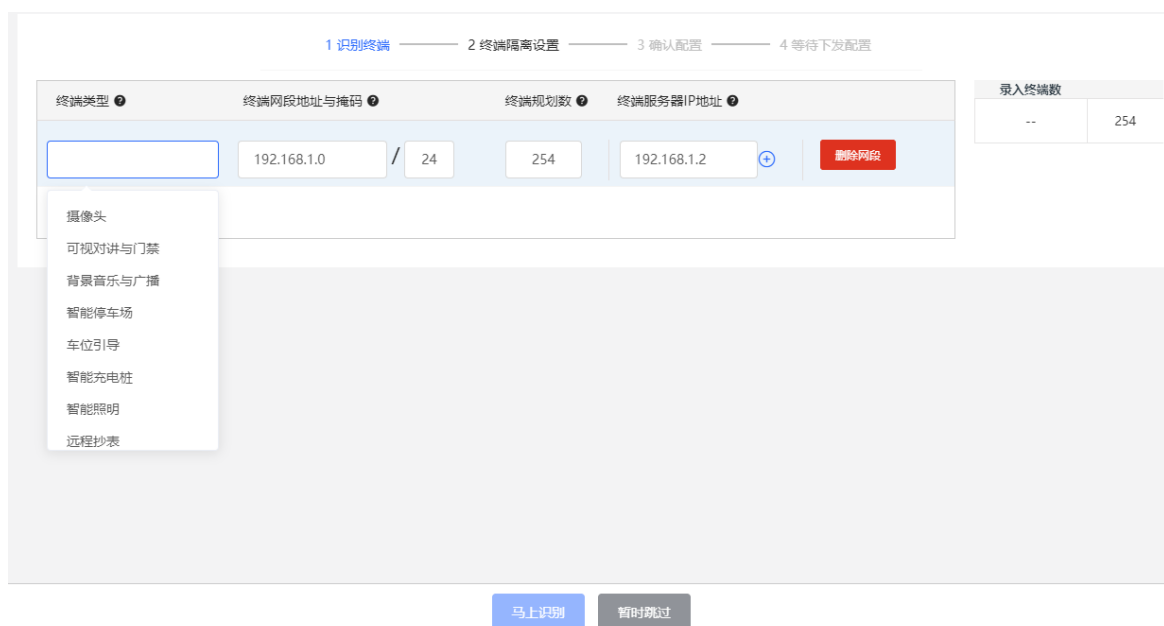 1 识别终端 2 终端隔离设置 3 确认配置 4 等待下发配置
终端类型 终端网段地址与掩码 终端规划数 终端服务器IP地址
录入终端数
-- 254
192.168.1.0 / 24 254 192.168.1.2 删除网段
摄像头
可视对讲与门禁
背景音乐与广播
智能停车场
车位引导
智能充电桩
智能照明
远程抄表
马上识别 暂时跳过